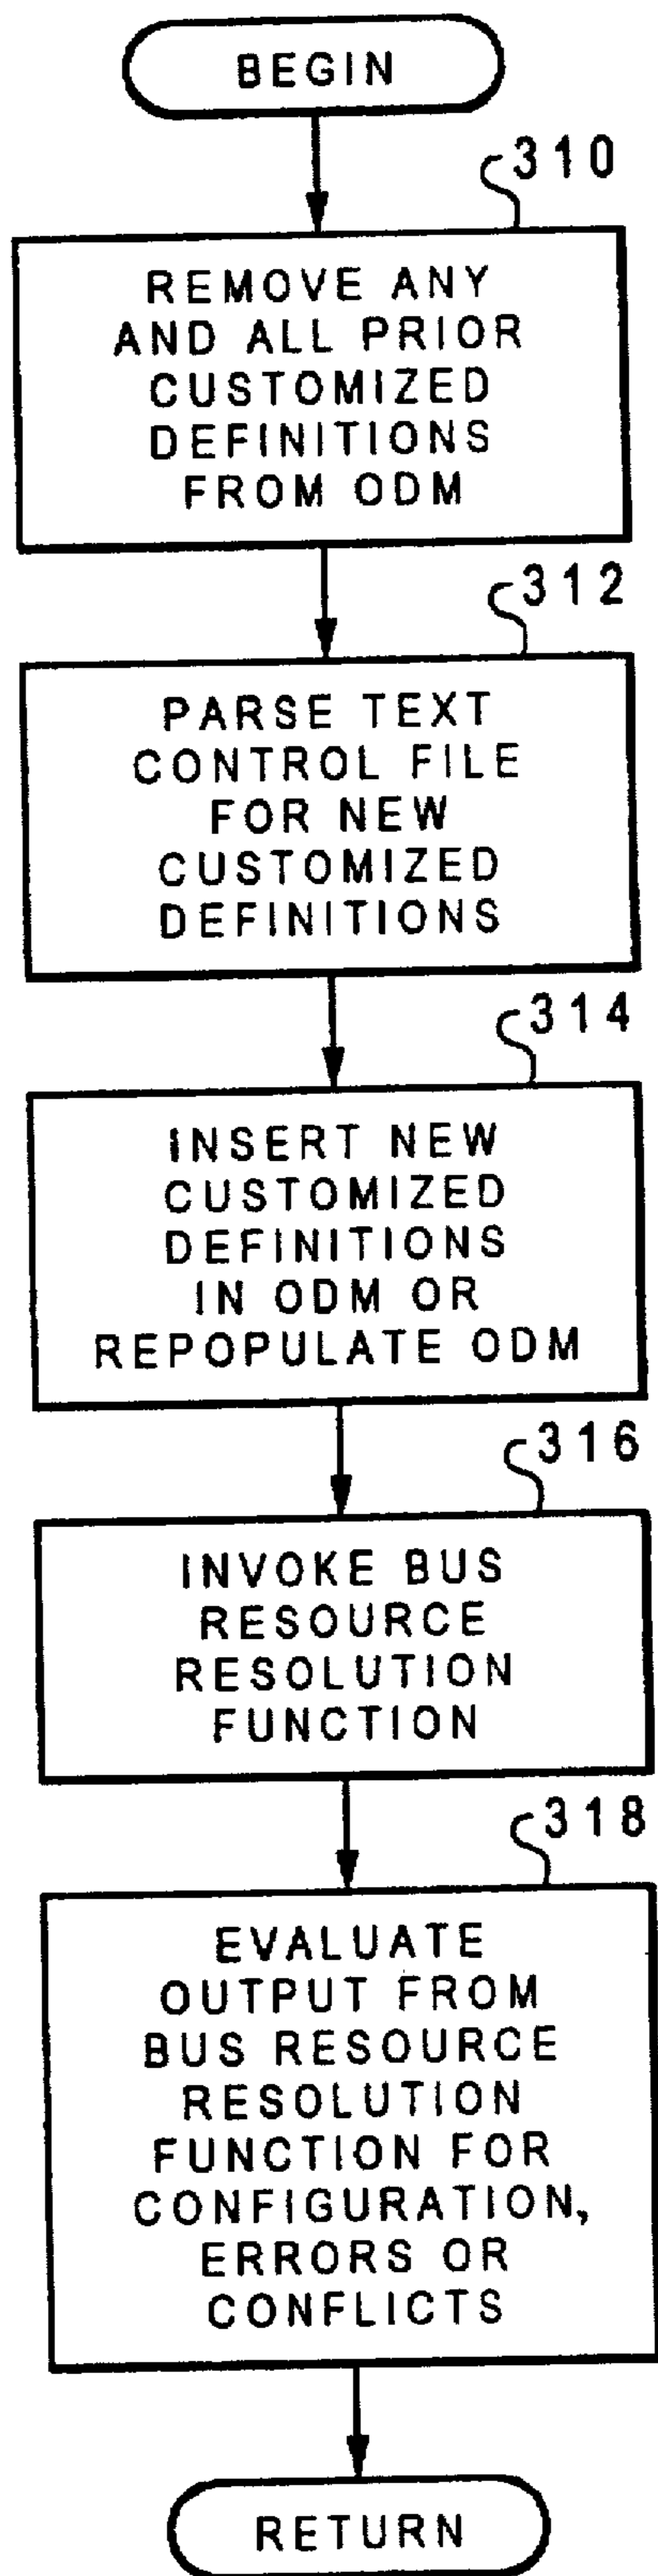 BEGIN
310
REMOVE ANY
AND ALL PRIOR
CUSTOMIZED
DEFINITIONS
FROM ODM
312
PARSE TEXT
CONTROL FILE
FOR NEW
CUSTOMIZED
DEFINITIONS
314
INSERT NEW
CUSTOMIZED
DEFINITIONS
IN ODM OR
REPOPULATE ODM
316
INVOKE BUS
RESOURCE
RESOLUTION
FUNCTION
318
EVALUATE
OUTPUT FROM
BUS RESOURCE
RESOLUTION
FUNCTION FOR
CONFIGURATION,
ERRORS OR
CONFLICTS
RETURN